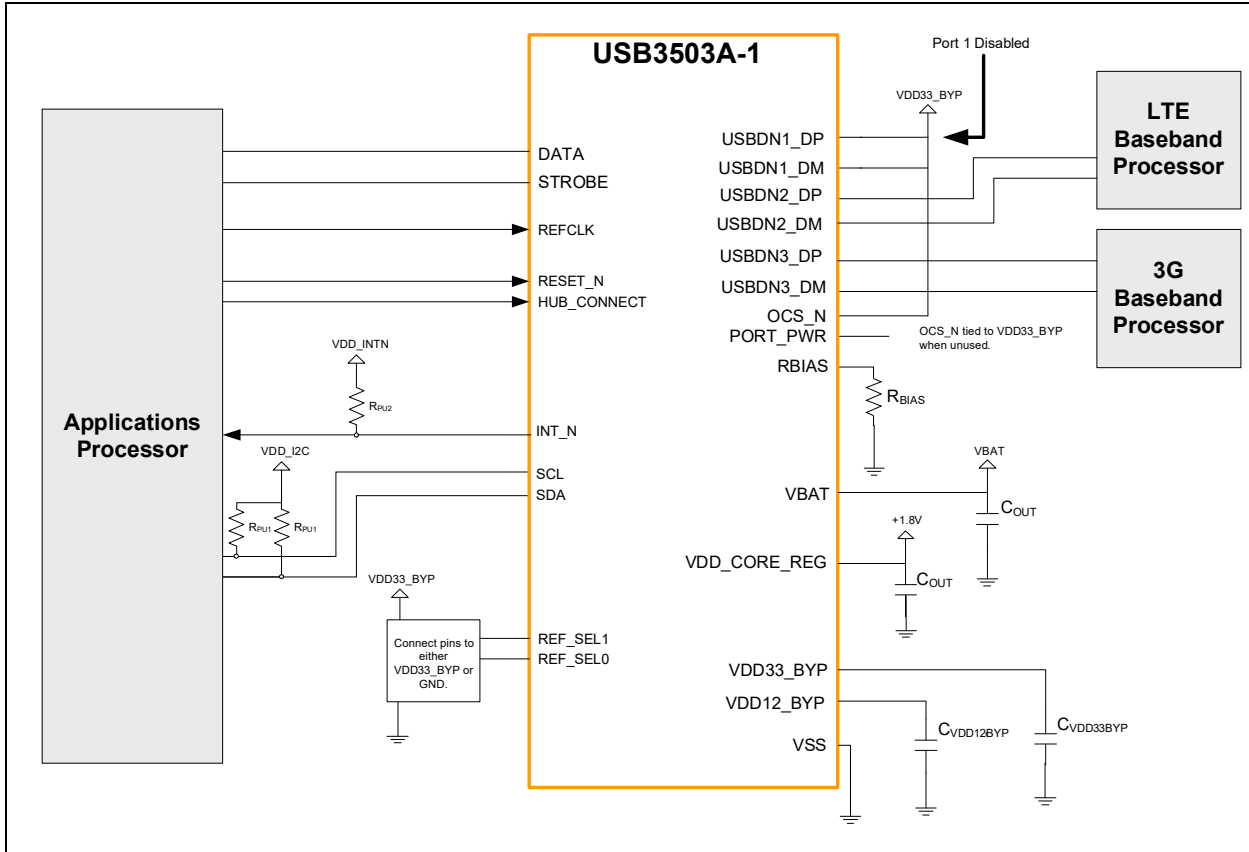 USB3503A-1
Port 1 Disabled
VDD33_BYP
LTE
Baseband
Processor
3G
Baseband
Processor
Applications
Processor
DATA
STROBE
REFCLK
RESET_N
HUB_CONNECT
VDD_INTN
RPU2
INT_N
VDD_I2C
SCL
SDA
RPU1
RPU1
VDD33_BYP
Connect pins to
either
VDD33_BYP or
GND.
REF_SEL1
REF_SEL0
USBDN1_DP
USBDN1_DM
USBDN2_DP
USBDN2_DM
USBDN3_DP
USBDN3_DM
OCS_N
PORT_PWR
OCS_N tied to VDD33_BYP
when unused.
RBIAS
RBIAS
VBAT
VBAT
COUT
+1.8V
VDD_CORE_REG
COUT
VDD33_BYP
VDD12_BYP
CVDD12BYP
CVDD33BYP
VSS